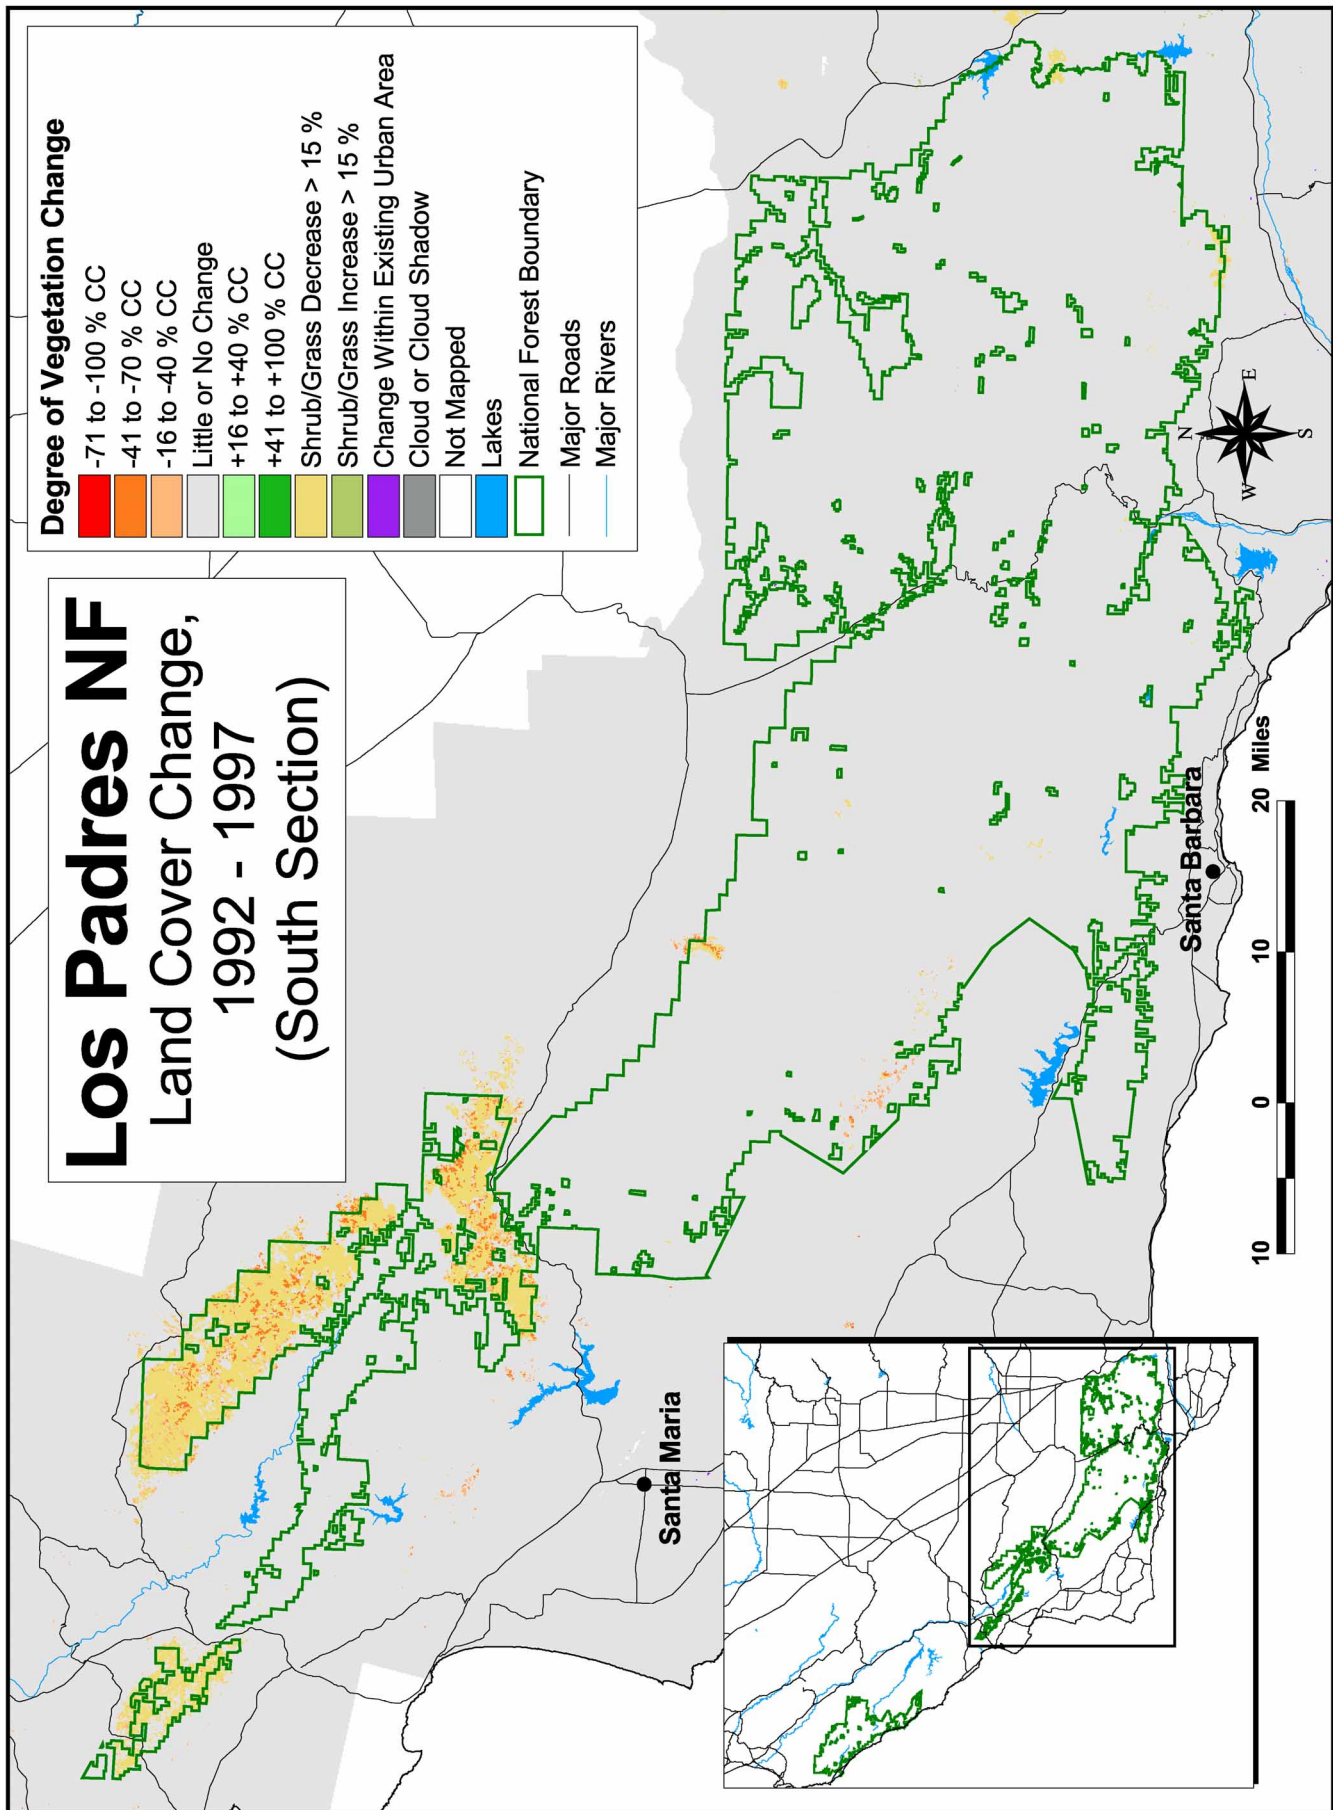 Los Padres NF
Land Cover Change,
1992 - 1997
(South Section)
Degree of Vegetation Change
-71 to -100 % CC
-41 to -70 % CC
-16 to -40 % CC
Little or No Change
+16 to +40 % CC
+41 to +100 % CC
Shrub/Grass Decrease > 15 %
Shrub/Grass Increase > 15 %
Change Within Existing Urban Area
Cloud or Cloud Shadow
Not Mapped
Lakes
National Forest Boundary
Major Roads
Major Rivers
Santa Maria
Santa Barbara
10 0 10 20 Miles
N
W E
S